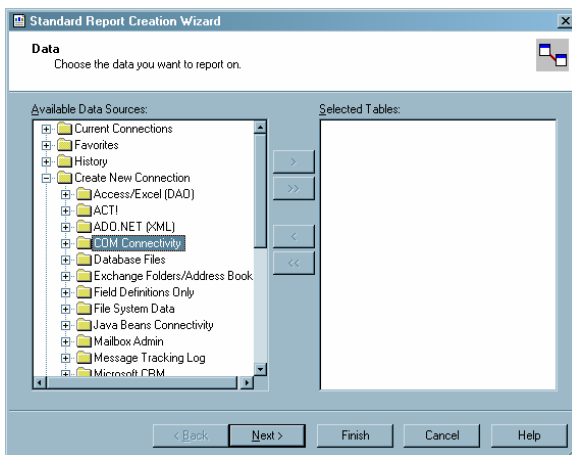 Standard Report Creation Wizard
Data
Choose the data you want to report on.
Available Data Sources:
Selected Tables:
Current Connections
Favorites
History
Create New Connection
Access/Excel (DAO)
ACT!
ADO.NET (XML)
COM Connectivity
Database Files
Exchange Folders/Address Book
Field Definitions Only
File System Data
Java Beans Connectivity
Mailbox Admin
Message Tracking Log
Microsoft CRM
>
>>
<
<<
< Back
Next >
Finish
Cancel
Help